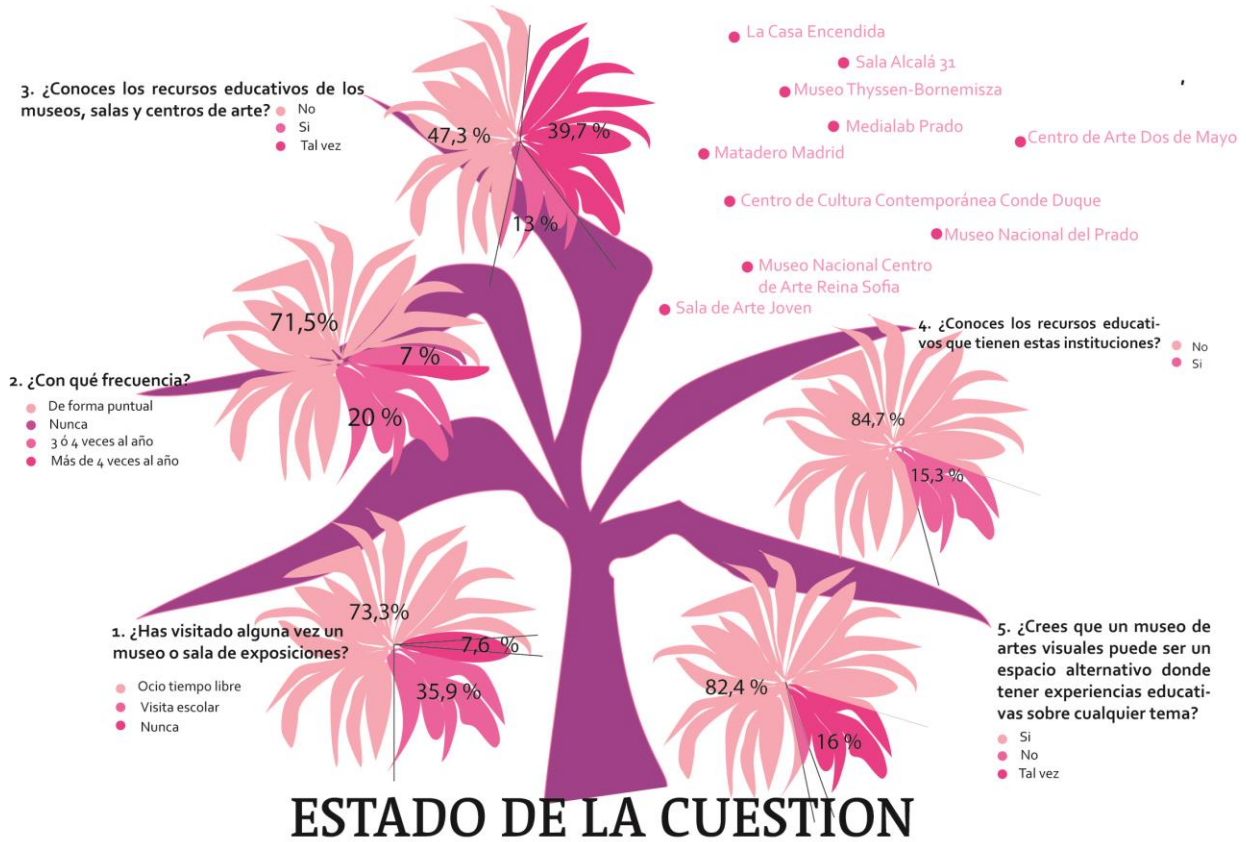 3. ¿Conoces los recursos educativos de los
museos, salas y centros de arte?
No
Si
Tal vez
47,3 %
39,7 %
13 %
La Casa Encendida
Sala Alcalá 31
Museo Thyssen-Bornemisza
Medialab Prado
Centro de Arte Dos de Mayo
Matadero Madrid
Centro de Cultura Contemporánea Conde Duque
Museo Nacional del Prado
Museo Nacional Centro
de Arte Reina Sofia
Sala de Arte Joven
2. ¿Con qué frecuencia?
De forma puntual
Nunca
3 ó 4 veces al año
Más de 4 veces al año
71,5%
7 %
20 %
4. ¿Conoces los recursos educati-
vos que tienen estas instituciones?
No
Si
84,7 %
15,3 %
1. ¿Has visitado alguna vez un
museo o sala de exposiciones?
Ocio tiempo libre
Visita escolar
Nunca
73,3%
7,6 %
35,9 %
5. ¿Crees que un museo de
artes visuales puede ser un
espacio alternativo donde
tener experiencias educati-
vas sobre cualquier tema?
Si
No
Tal vez
82,4 %
16 %
ESTADO DE LA CUESTION